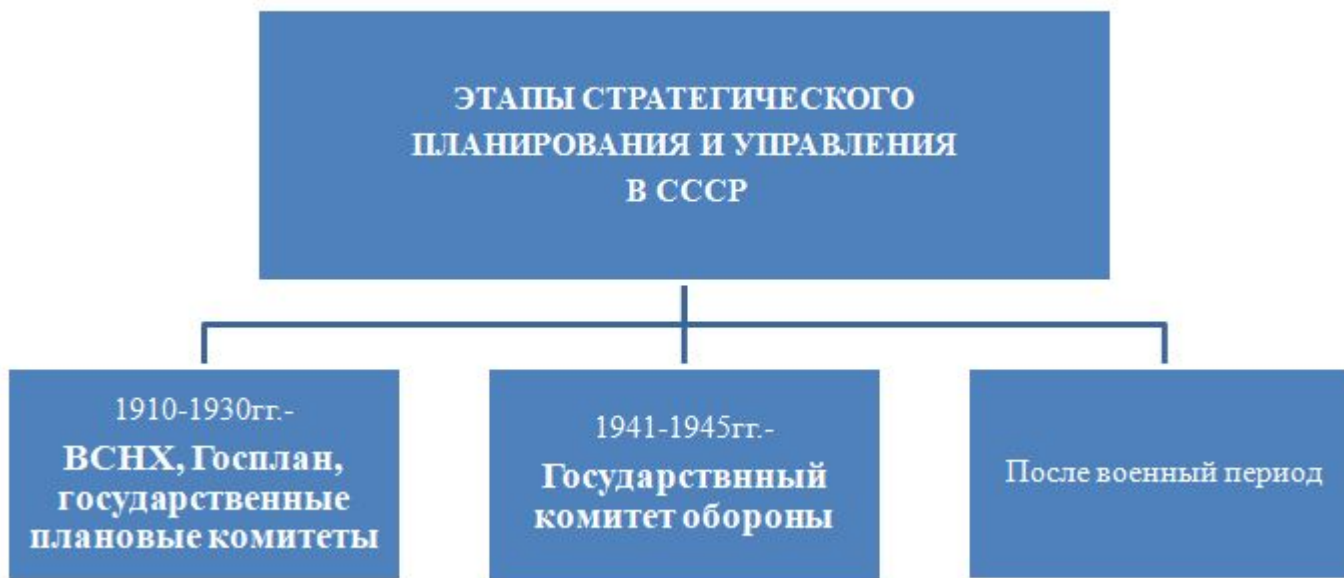 ЭТАПЫ СТРАТЕГИЧЕСКОГО
ПЛАНИРОВАНИЯ И УПРАВЛЕНИЯ
В СССР
1910-1930гг.-
ВСНХ, Госплан,
государственные
плановые комитеты
1941-1945гг.-
Государствнный
комитет обороны
После военный период